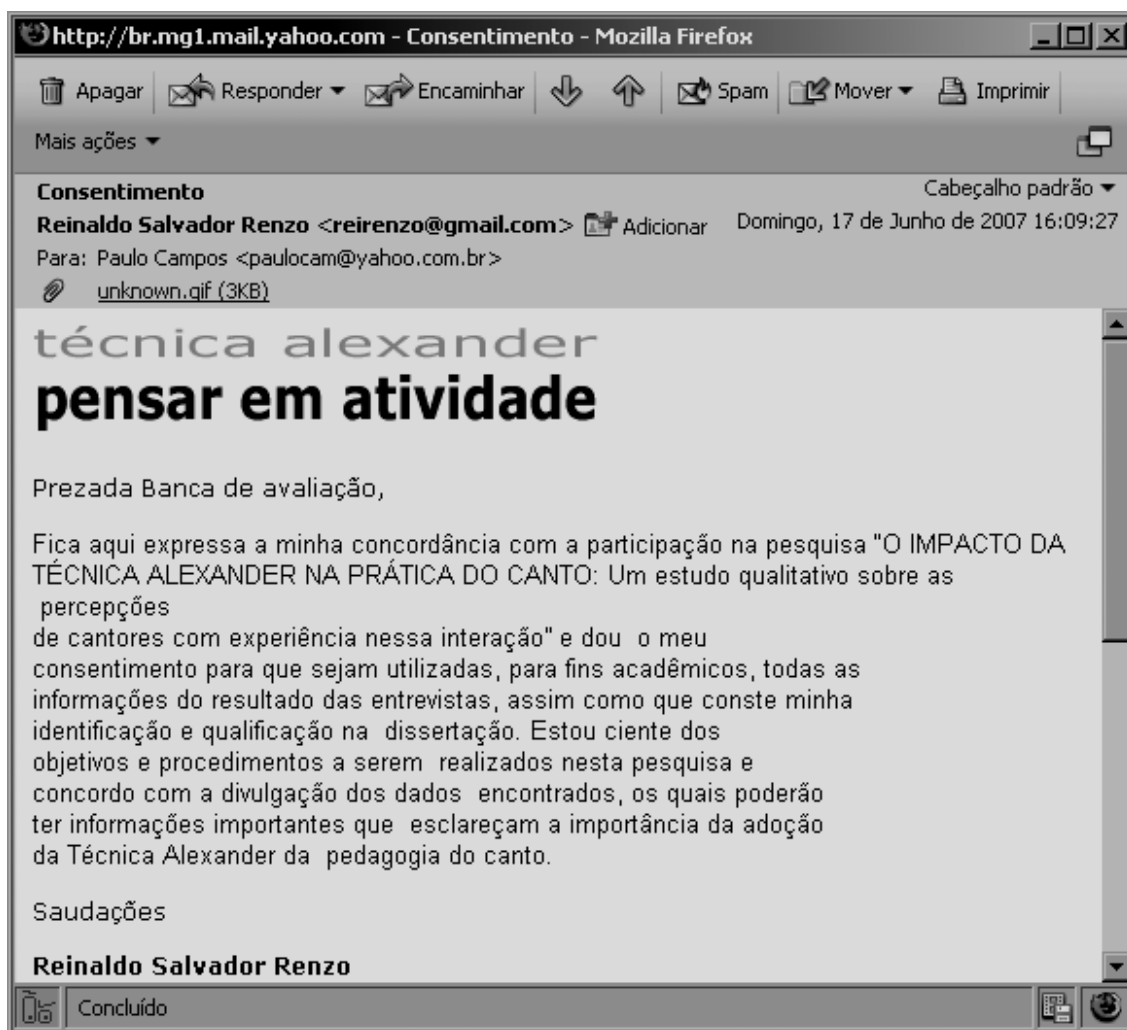 http://br.mg1.mail.yahoo.com - Consentimento - Mozilla Firefox
Apagar Responder Encaminhar Spam Mover Imprimir
Mais ações
Consentimento Cabeçalho padrão
Reinaldo Salvador Renzo <reirenzo@gmail.com> Adicionar Domingo, 17 de Junho de 2007 16:09:27
Para: Paulo Campos <paulocam@yahoo.com.br>
unknown.gif (3KB)
técnica alexander
pensar em atividade
Prezada Banca de avaliação,
Fica aqui expressa a minha concordância com a participação na pesquisa "O IMPACTO DA
TÉCNICA ALEXANDER NA PRÁTICA DO CANTO: Um estudo qualitativo sobre as
percepções
de cantores com experiência nessa interação" e dou o meu
consentimento para que sejam utilizadas, para fins acadêmicos, todas as
informações do resultado das entrevistas, assim como que conste minha
identificação e qualificação na dissertação. Estou ciente dos
objetivos e procedimentos a serem realizados nesta pesquisa e
concordo com a divulgação dos dados encontrados, os quais poderão
ter informações importantes que esclareçam a importância da adoção
da Técnica Alexander da pedagogia do canto.
Saudações
Reinaldo Salvador Renzo
Concluído